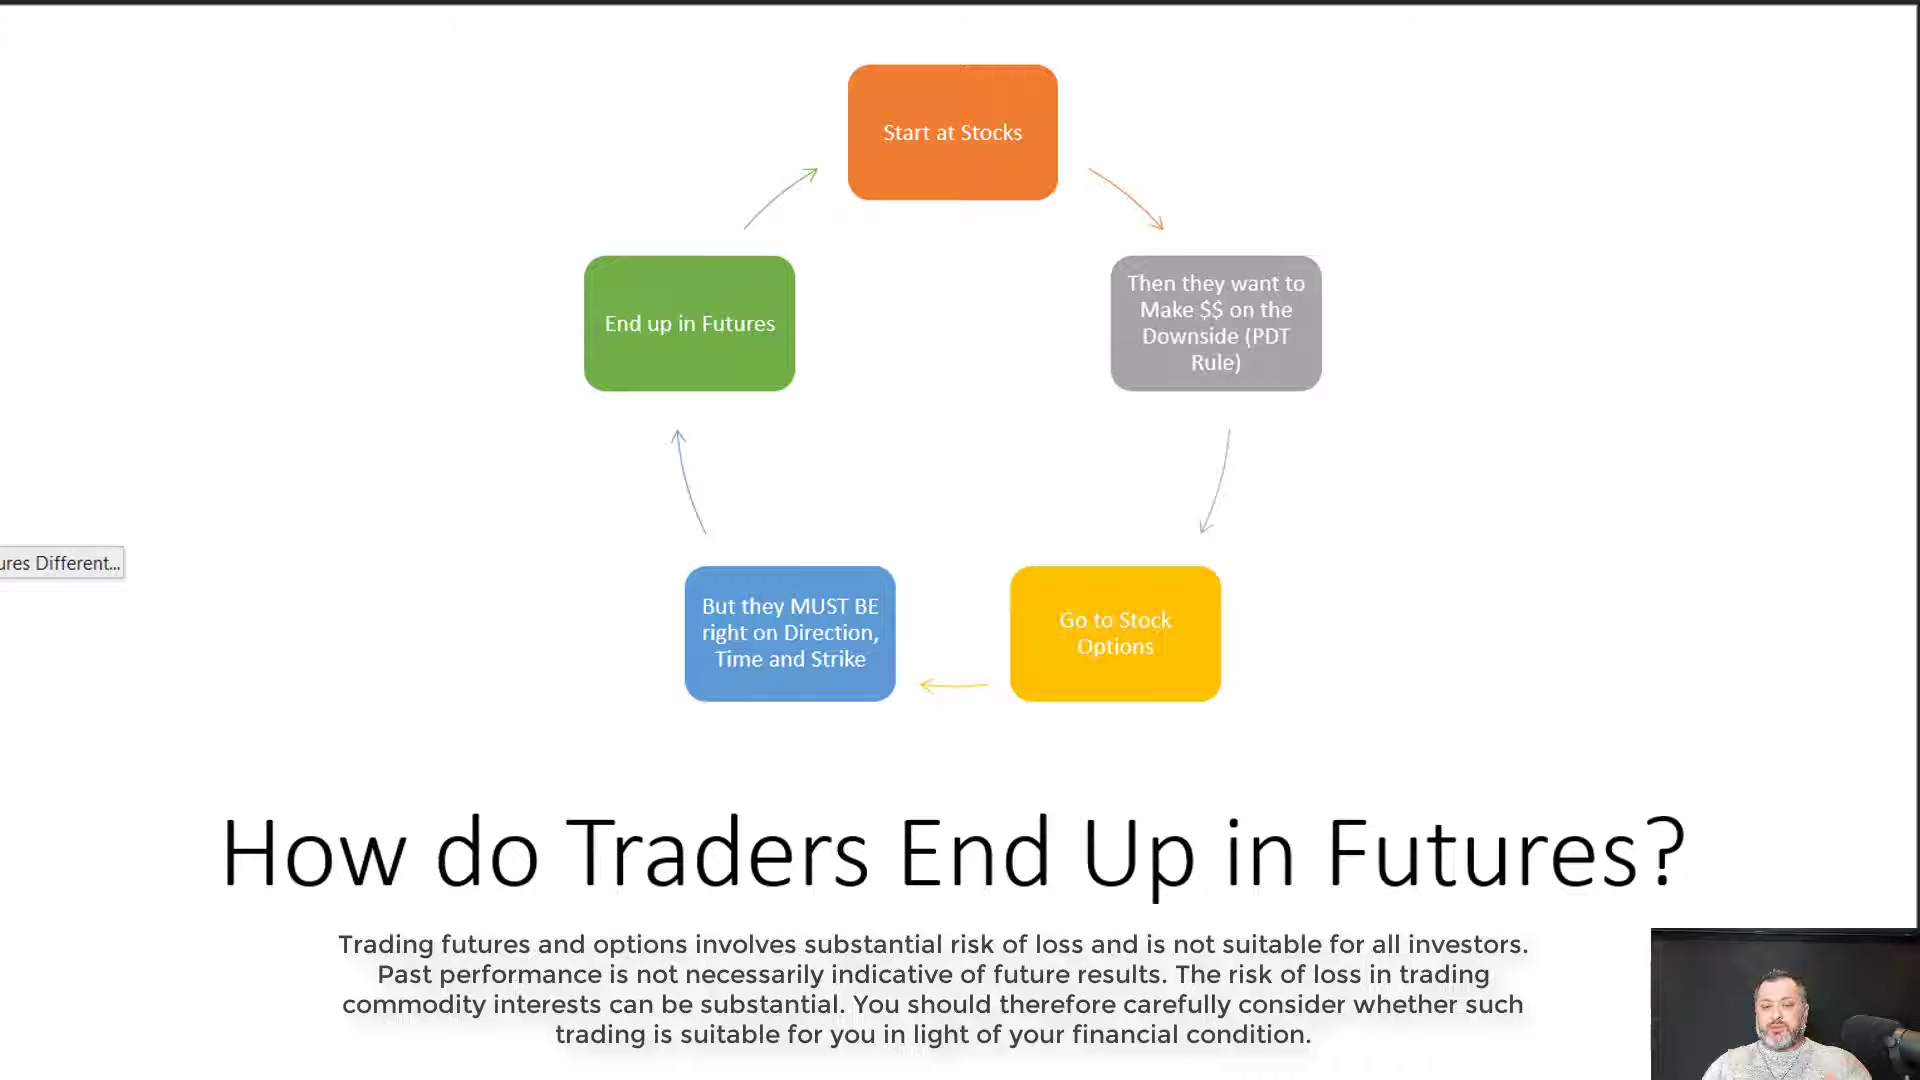 Start at Stocks
Then they want to
Make $$ on the
Downside (PDT
Rule)
End up in Futures
Go to Stock
Options
But they MUST BE
right on Direction,
Time and Strike
ures Different...
How do Traders End Up in Futures?
Trading futures and options involves substantial risk of loss and is not suitable for all investors.
Past performance is not necessarily indicative of future results. The risk of loss in trading
commodity interests can be substantial. You should therefore carefully consider whether such
trading is suitable for you in light of your financial condition.